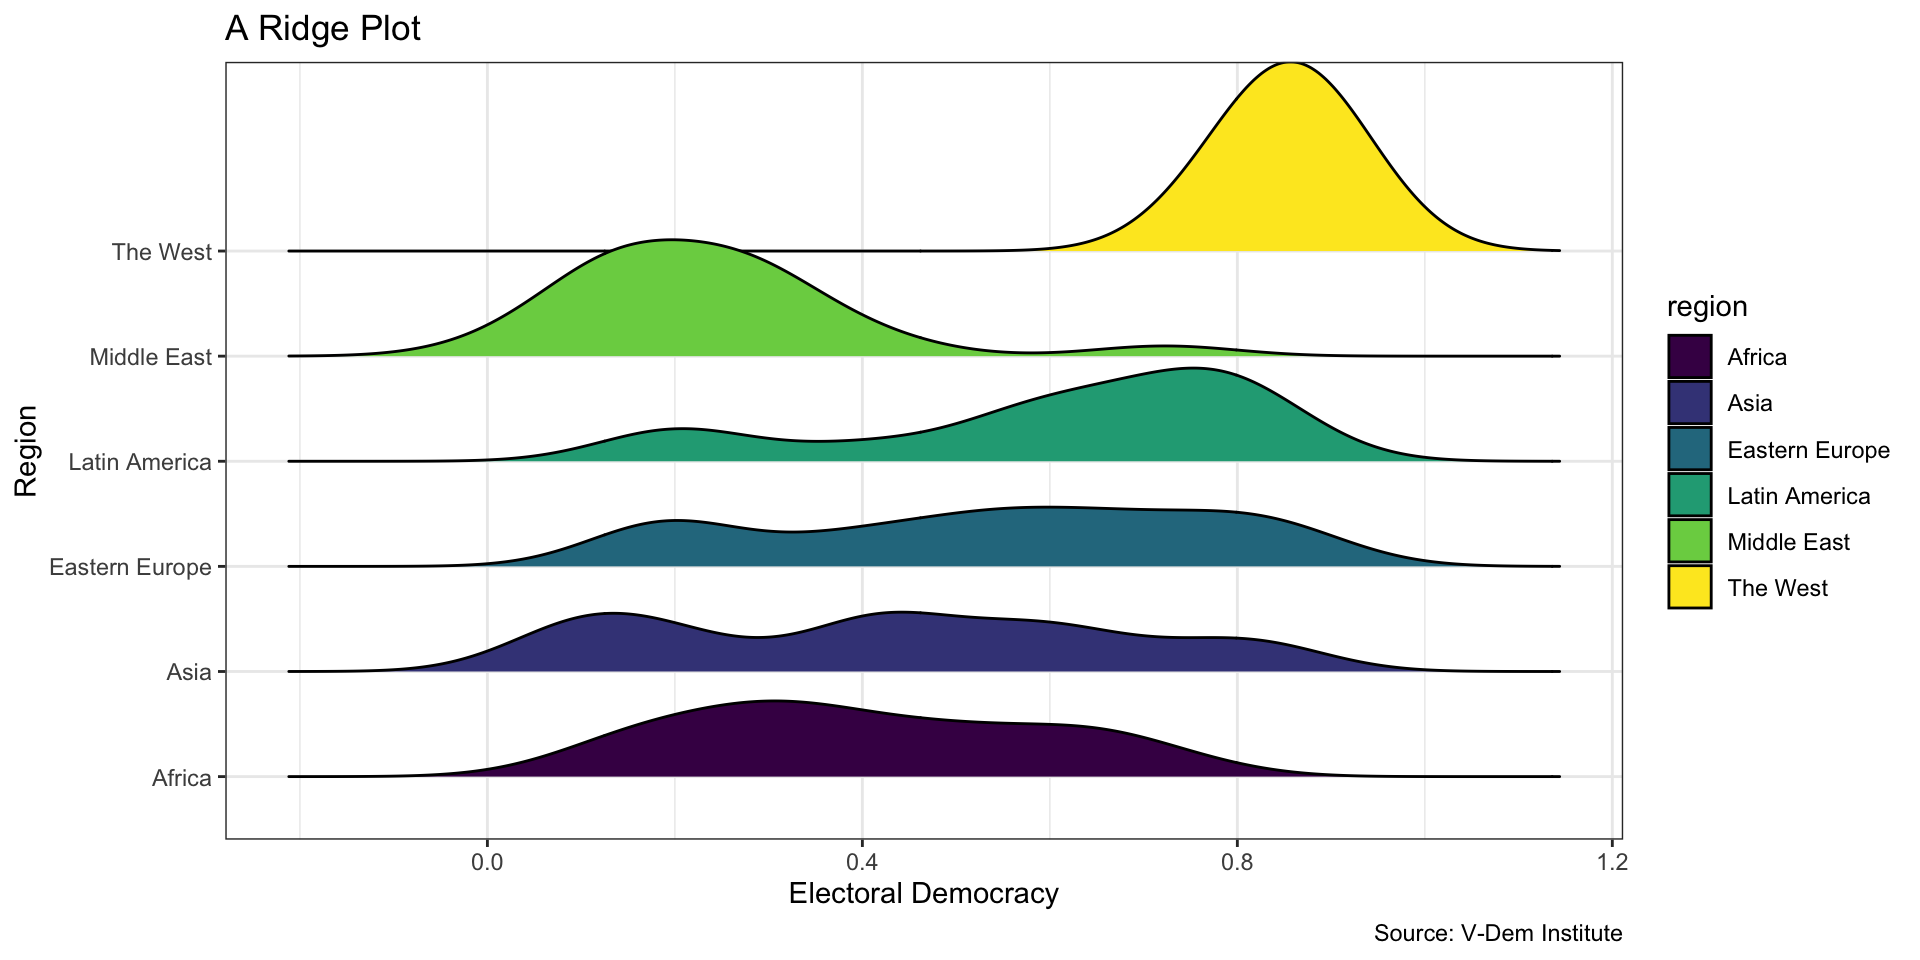 A Ridge Plot
The West
Middle East
Latin America
Eastern Europe
Asia
Africa
Region
0.0
0.4
0.8
1.2
Electoral Democracy
region
Africa
Asia
Eastern Europe
Latin America
Middle East
The West
Source: V-Dem Institute